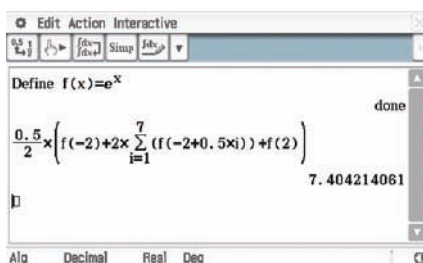 Edit Action Interactive
Simp
Define f(x)=e^x
done
0.5/2×(f(-2)+2×∑(i=1 to 7)(f(-2+0.5×i))+f(2))
7.404214061
Alg Decimal Real Deg